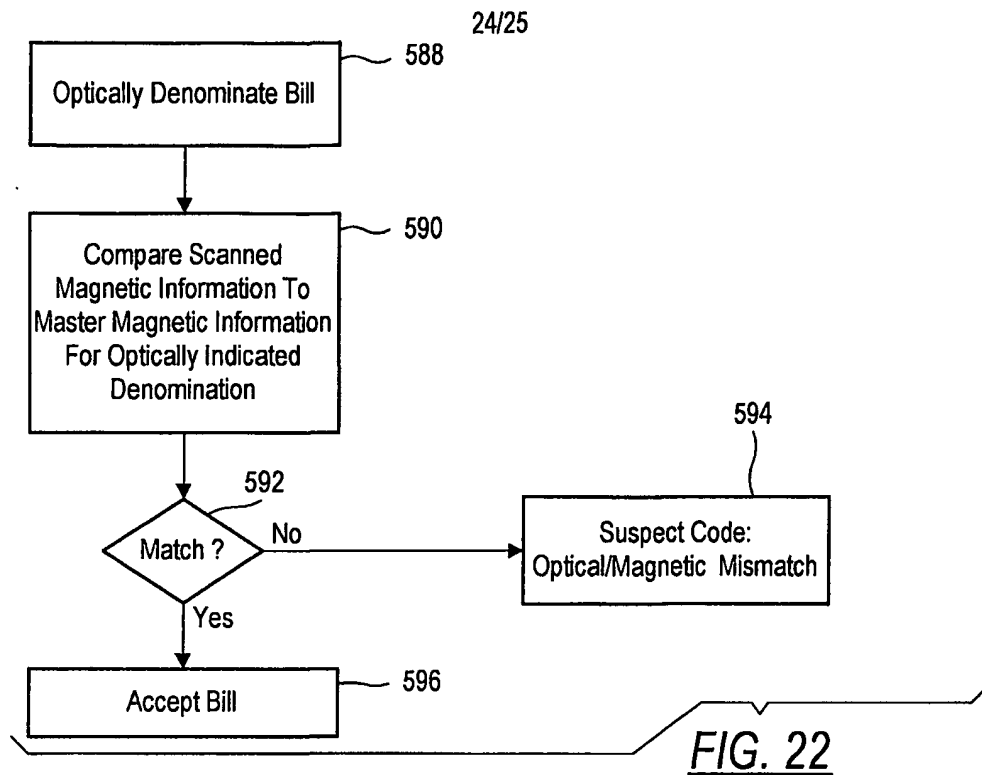 24/25
588
Optically Denominate Bill
590
Compare Scanned
Magnetic Information To
Master Magnetic Information
For Optically Indicated
Denomination
592
Match ?
No
594
Suspect Code:
Optical/Magnetic Mismatch
Yes
Accept Bill
596
FIG. 22